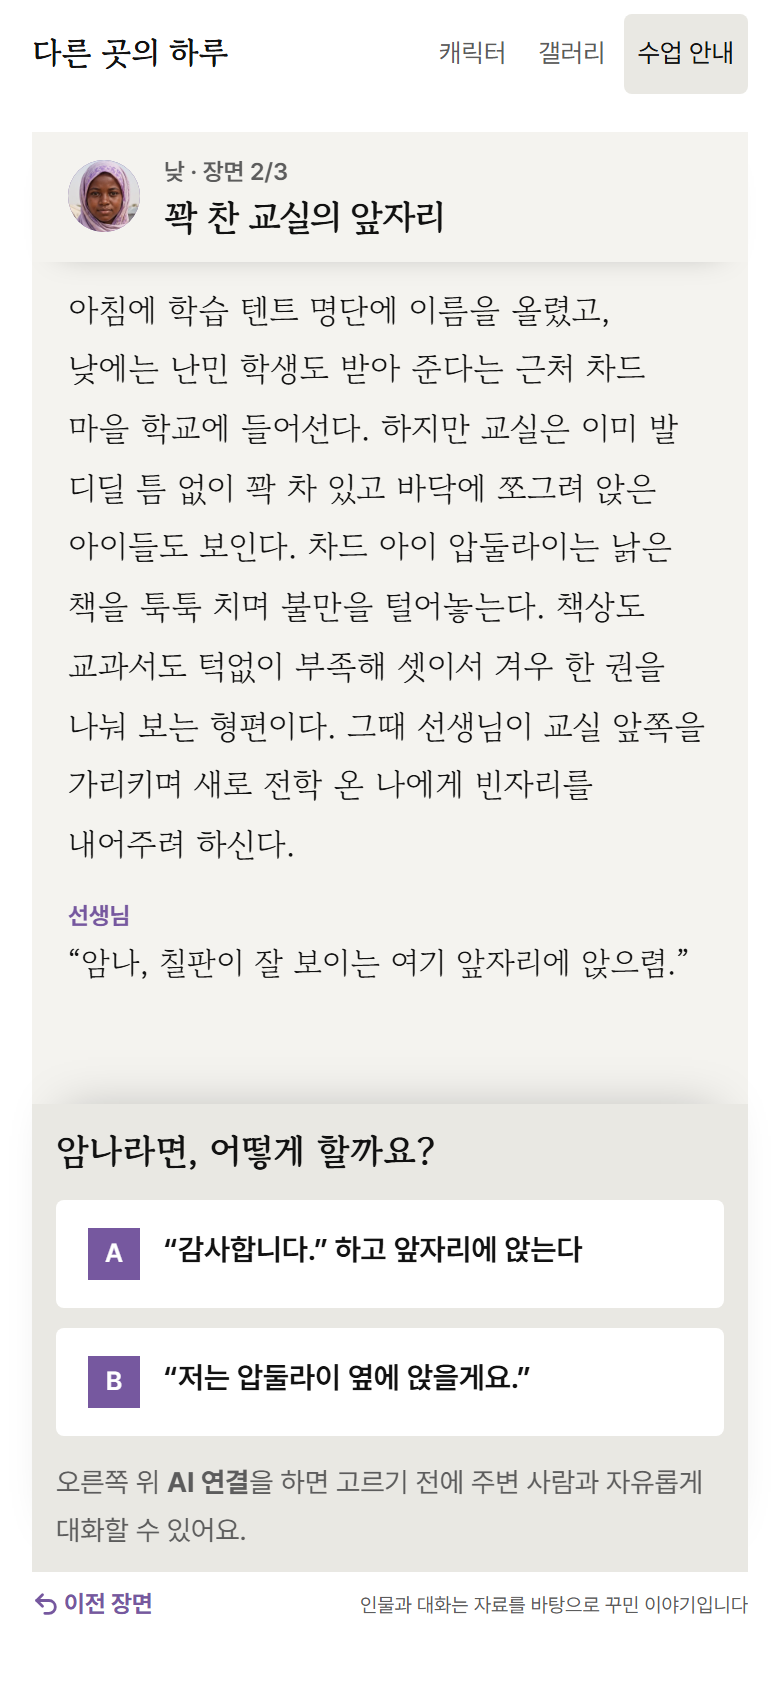 다른 곳의 하루
캐릭터 갤러리 수업 안내
낮 · 장면 2/3
꽉 찬 교실의 앞자리
아침에 학습 텐트 명단에 이름을 올렸고,
낮에는 난민 학생도 받아 준다는 근처 차드
마을 학교에 들어선다. 하지만 교실은 이미 발
디딜 틈 없이 꽉 차 있고 바닥에 쪼그려 앉은
아이들도 보인다. 차드 아이 압둘라이는 낡은
책을 툭툭 치며 불만을 털어놓는다. 책상도
교과서도 턱없이 부족해 셋이서 겨우 한 권을
나눠 보는 형편이다. 그때 선생님이 교실 앞쪽을
가리키며 새로 전학 온 나에게 빈자리를
내어주려 하신다.
선생님
“암나, 칠판이 잘 보이는 여기 앞자리에 앉으렴.”
암나라면, 어떻게 할까요?
A “감사합니다.” 하고 앞자리에 앉는다
B “저는 압둘라이 옆에 앉을게요.”
오른쪽 위 AI 연결을 하면 고르기 전에 주변 사람과 자유롭게
대화할 수 있어요.
이전 장면 인물과 대화는 자료를 바탕으로 꾸민 이야기입니다